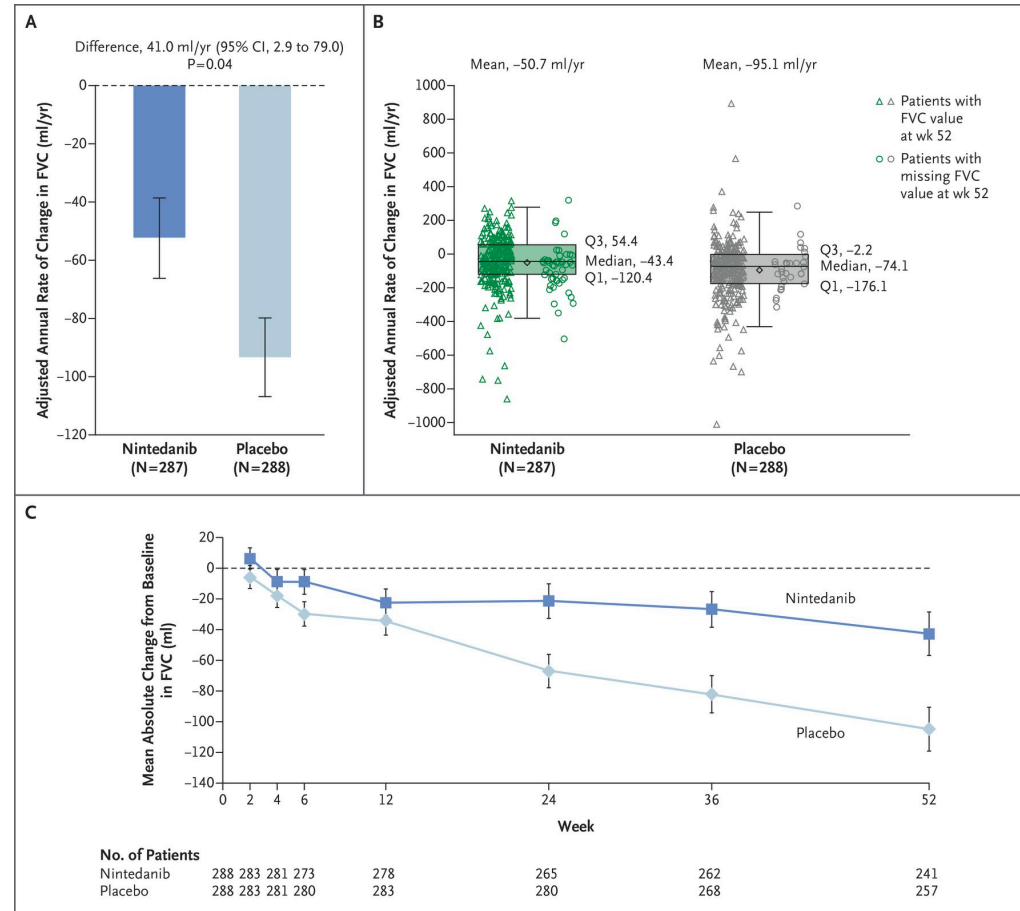 A
Difference, 41.0 ml/yr (95% CI, 2.9 to 79.0)
P=0.04
Adjusted Annual Rate of Change in FVC (ml/yr)
0
−20
−40
−60
−80
−100
−120
Nintedanib
(N=287)
Placebo
(N=288)
B
Mean, −50.7 ml/yr
Mean, −95.1 ml/yr
Adjusted Annual Rate of Change in FVC (ml/yr)
1000
800
600
400
200
0
−200
−400
−600
−800
−1000
Q3, 54.4
Median, −43.4
Q1, −120.4
Q3, −2.2
Median, −74.1
Q1, −176.1
Patients with
FVC value
at wk 52
Patients with
missing FVC
value at wk 52
Nintedanib
(N=287)
Placebo
(N=288)
C
Mean Absolute Change from Baseline
in FVC (ml)
20
0
−20
−40
−60
−80
−100
−120
−140
Nintedanib
Placebo
0 2 4 6 12 24 36 52
Week
No. of Patients
Nintedanib 288 283 281 273 278 265 262 241
Placebo 288 283 281 280 283 280 268 257